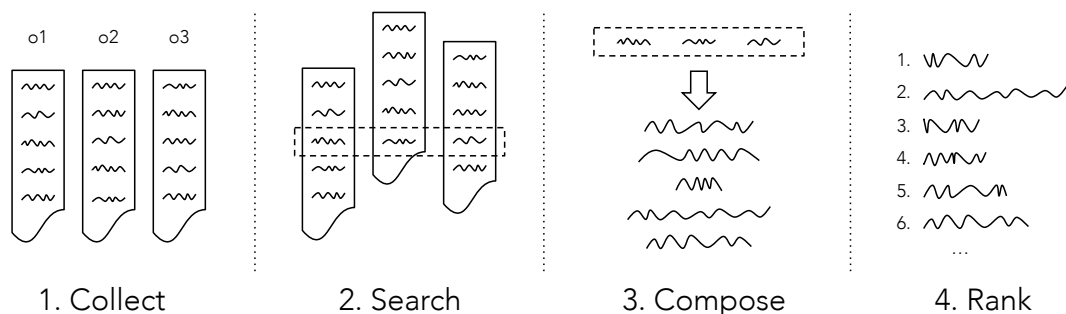 o1 o2 o3
1. Collect
2. Search
3. Compose
1.
2.
3.
4.
5.
6.
...
4. Rank